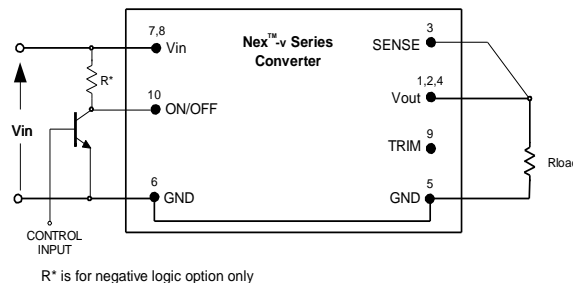 7,8
Vin
Nex™-v Series
Converter
3
SENSE
R*
10
ON/OFF
1,2,4
Vout
Vin
9
TRIM
Rload
6
GND
5
GND
CONTROL
INPUT
R* is for negative logic option only